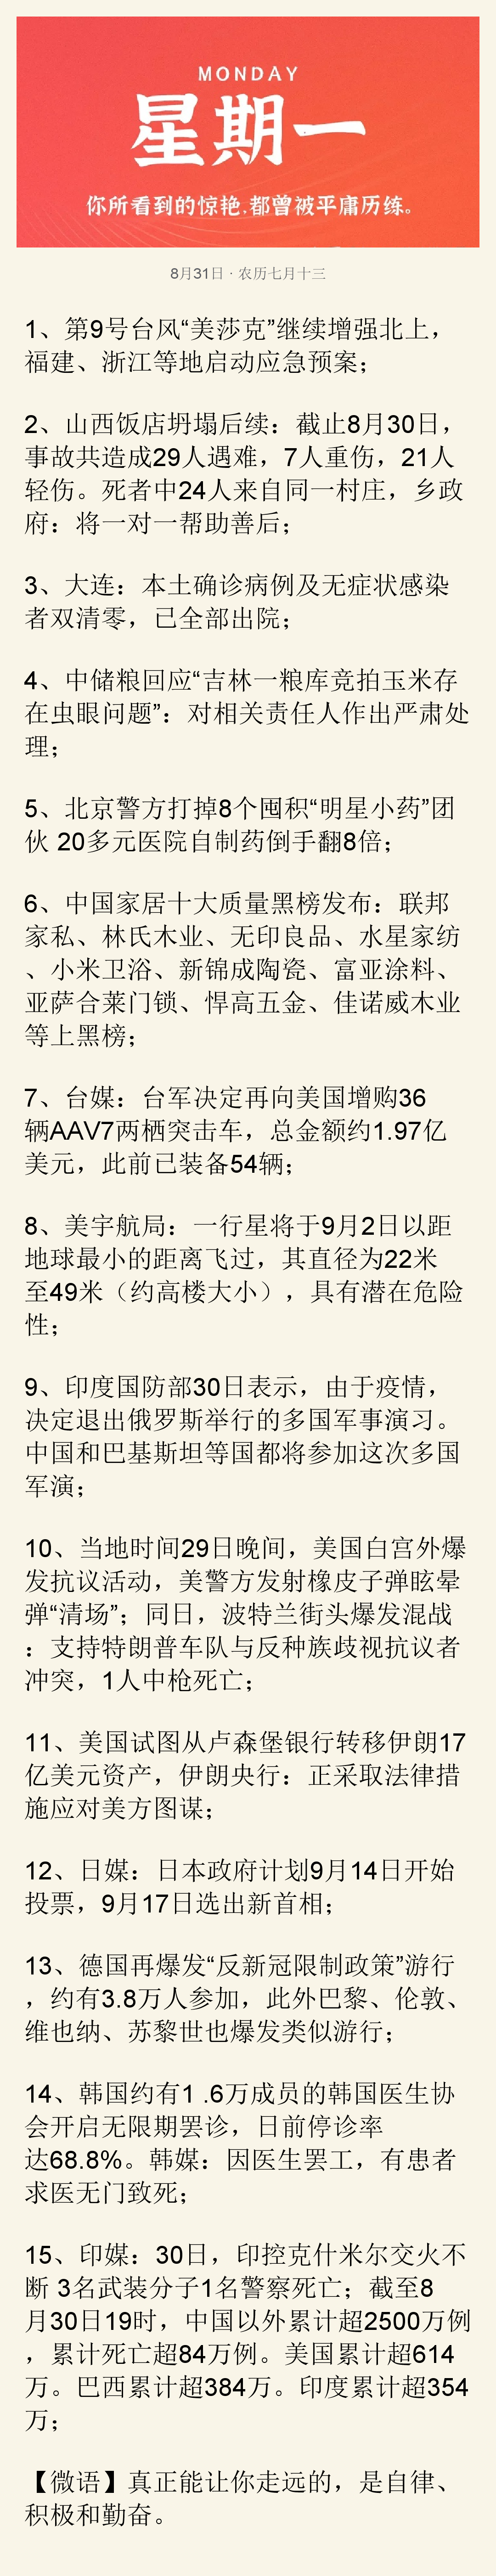 MONDAY
星期一
你所看到的惊艳,都曾被平庸历练。
8月31日 · 农历七月十三
1、第9号台风“美莎克”继续增强北上，
福建、浙江等地启动应急预案；
2、山西饭店坍塌后续：截止8月30日，
事故共造成29人遇难，7人重伤，21人
轻伤。死者中24人来自同一村庄，乡政
府：将一对一帮助善后；
3、大连：本土确诊病例及无症状感染
者双清零，已全部出院；
4、中储粮回应“吉林一粮库竞拍玉米存
在虫眼问题”：对相关责任人作出严肃处
理；
5、北京警方打掉8个囤积“明星小药”团
伙 20多元医院自制药倒手翻8倍；
6、中国家居十大质量黑榜发布：联邦
家私、林氏木业、无印良品、水星家纺
、小米卫浴、新锦成陶瓷、富亚涂料、
亚萨合莱门锁、悍高五金、佳诺威木业
等上黑榜；
7、台媒：台军决定再向美国增购36
辆AAV7两栖突击车，总金额约1.97亿
美元，此前已装备54辆；
8、美宇航局：一行星将于9月2日以距
地球最小的距离飞过，其直径为22米
至49米（约高楼大小），具有潜在危险
性；
9、印度国防部30日表示，由于疫情，
决定退出俄罗斯举行的多国军事演习。
中国和巴基斯坦等国都将参加这次多国
军演；
10、当地时间29日晚间，美国白宫外爆
发抗议活动，美警方发射橡皮子弹眩晕
弹“清场”；同日，波特兰街头爆发混战
：支持特朗普车队与反种族歧视抗议者
冲突，1人中枪死亡；
11、美国试图从卢森堡银行转移伊朗17
亿美元资产，伊朗央行：正采取法律措
施应对美方图谋；
12、日媒：日本政府计划9月14日开始
投票，9月17日选出新首相；
13、德国再爆发“反新冠限制政策”游行
，约有3.8万人参加，此外巴黎、伦敦、
维也纳、苏黎世也爆发类似游行；
14、韩国约有1 .6万成员的韩国医生协
会开启无限期罢诊，日前停诊率
达68.8%。韩媒：因医生罢工，有患者
求医无门致死；
15、印媒：30日，印控克什米尔交火不
断 3名武装分子1名警察死亡；截至8
月30日19时，中国以外累计超2500万例
，累计死亡超84万例。美国累计超614
万。巴西累计超384万。印度累计超354
万；
【微语】真正能让你走远的，是自律、
积极和勤奋。